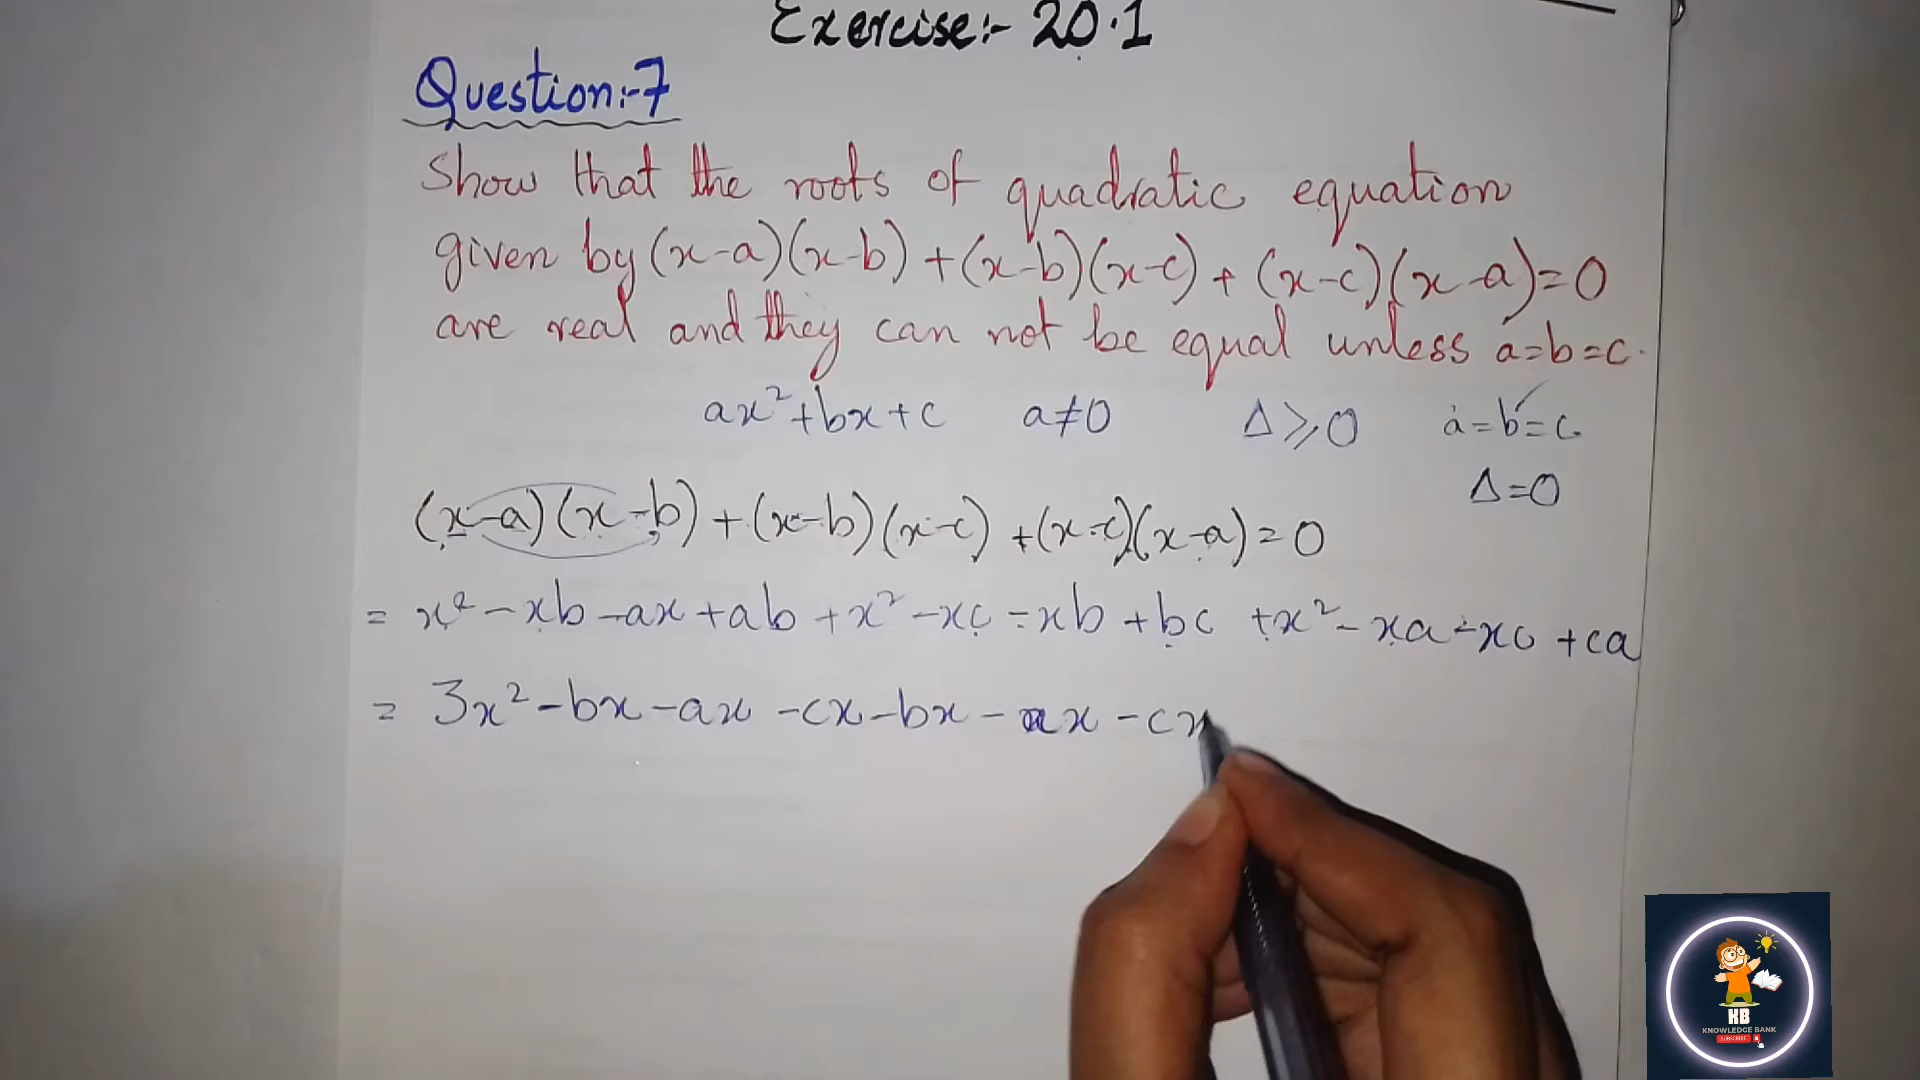 Exercise:- 20.1
Question:-7
Show that the roots of quadratic equation
given by (x-a)(x-b) + (x-b)(x-c) + (x-c)(x-a) = 0
are real and they can not be equal unless a=b=c.
ax²+bx+c a≠0 Δ⩾0 a=b=c.
Δ=0
(x-a)(x-b) + (x-b)(x-c) + (x-c)(x-a) = 0
= x² - xb - ax + ab + x² - xc - xb + bc + x² - xa - xc + ca
= 3x² - bx - ax - cx - bx - ax - cx
KB
KNOWLEDGE BANK
SUBSCRIBE